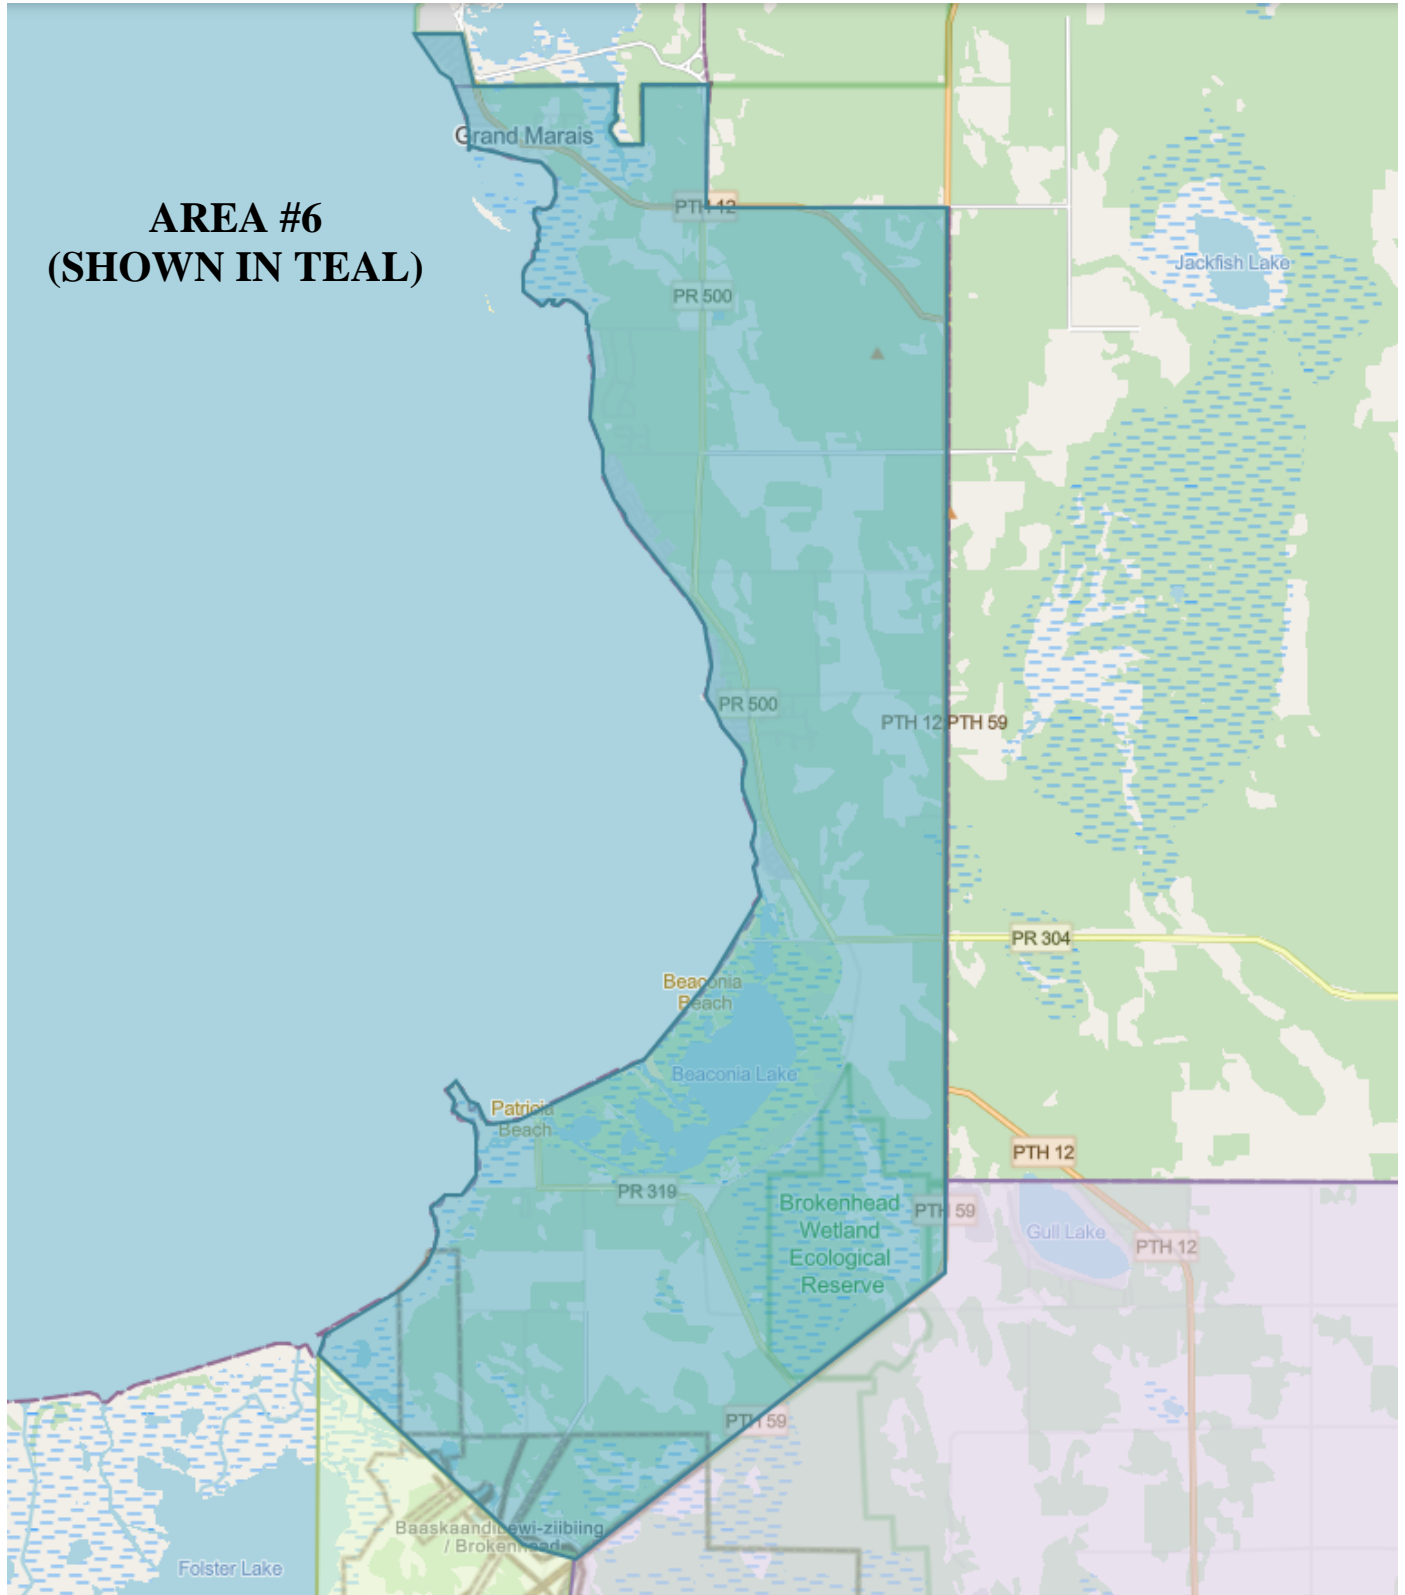 Grand Marais
AREA #6
(SHOWN IN TEAL)
PTH 12
Jackfish Lake
PR 500
PR 500
PTH 12 PTH 59
PR 304
Beaconia
Beach
Beaconia Lake
Patricia
Beach
PTH 12
PR 319
Brokenhead
Wetland
Ecological
Reserve
PTH 59
Gull Lake
PTH 12
PTH 59
Baaskaandibewi-ziibiing
/ Brokenhead
Folster Lake